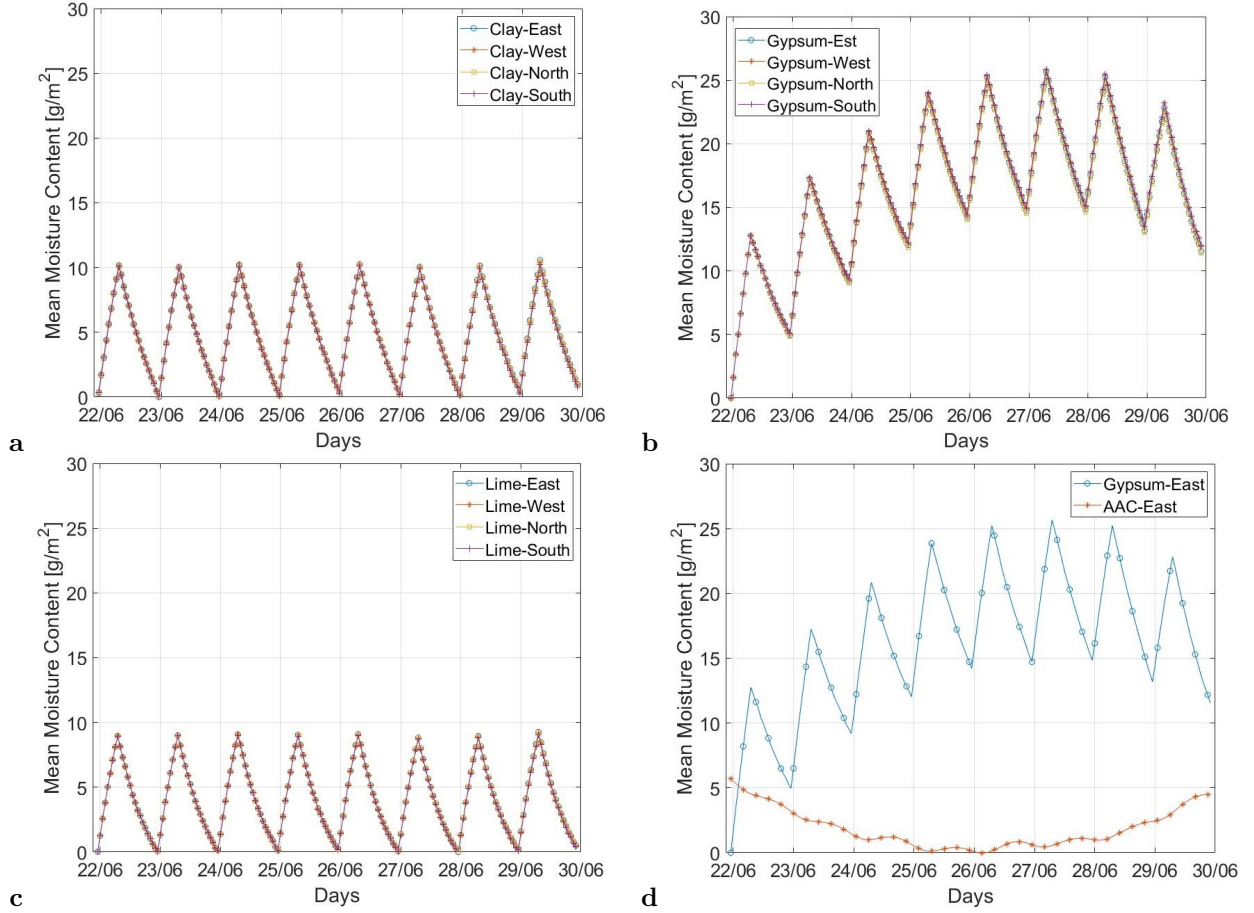 30
25
20
15
10
5
0
Mean Moisture Content [g/m²]
Clay-East
Clay-West
Clay-North
Clay-South
22/06 23/06 24/06 25/06 26/06 27/06 28/06 29/06 30/06
Days
a
30
25
20
15
10
5
0
Mean Moisture Content [g/m²]
Gypsum-Est
Gypsum-West
Gypsum-North
Gypsum-South
22/06 23/06 24/06 25/06 26/06 27/06 28/06 29/06 30/06
Days
b
30
25
20
15
10
5
0
Mean Moisture Content [g/m²]
Lime-East
Lime-West
Lime-North
Lime-South
22/06 23/06 24/06 25/06 26/06 27/06 28/06 29/06 30/06
Days
c
30
25
20
15
10
5
0
Mean Moisture Content [g/m²]
Gypsum-East
AAC-East
22/06 23/06 24/06 25/06 26/06 27/06 28/06 29/06 30/06
Days
d